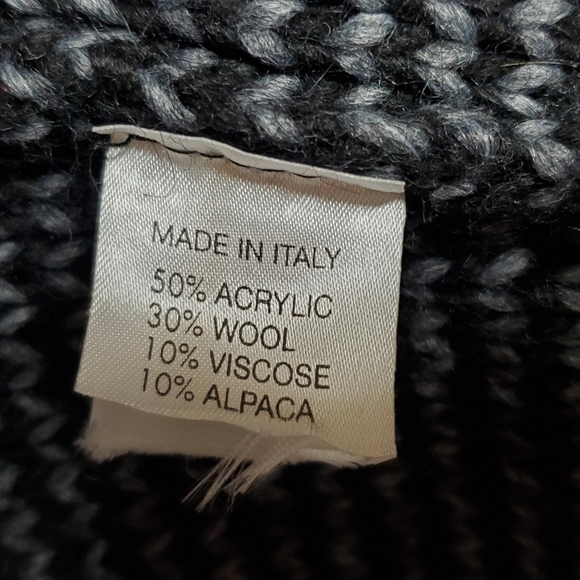 MADE IN ITALY
50% ACRYLIC
30% WOOL
10% VISCOSE
10% ALPACA